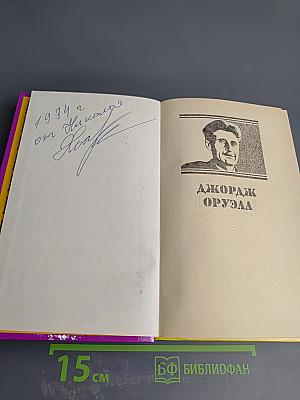 1994 г
от Николая
ДЖОРДЖ
ОРУЭЛЛ
15 см
БФ БИБЛИОФАН